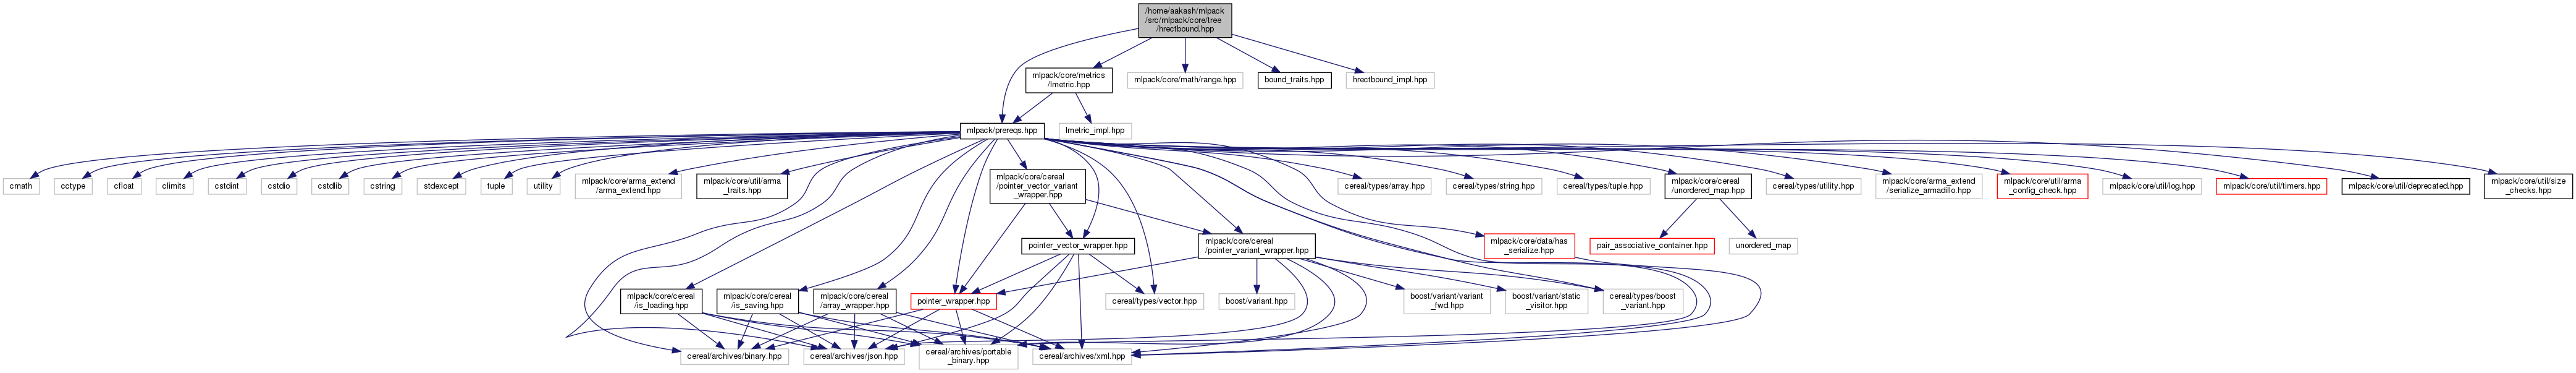 /home/aakash/mlpack
/src/mlpack/core/tree
/hrectbound.hpp
mlpack/core/metrics
/lmetric.hpp
mlpack/core/math/range.hpp
bound_traits.hpp
hrectbound_impl.hpp
mlpack/prereqs.hpp
lmetric_impl.hpp
cmath
cctype
cfloat
climits
cstdint
cstdio
cstdlib
cstring
stdexcept
tuple
utility
mlpack/core/arma_extend
/arma_extend.hpp
mlpack/core/util/arma
_traits.hpp
mlpack/core/cereal
/pointer_vector_variant
_wrapper.hpp
cereal/types/array.hpp
cereal/types/string.hpp
cereal/types/tuple.hpp
mlpack/core/cereal
/unordered_map.hpp
cereal/types/utility.hpp
mlpack/core/arma_extend
/serialize_armadillo.hpp
mlpack/core/util/arma
_config_check.hpp
mlpack/core/util/log.hpp
mlpack/core/util/timers.hpp
mlpack/core/util/deprecated.hpp
mlpack/core/util/size
_checks.hpp
pointer_vector_wrapper.hpp
mlpack/core/cereal
/pointer_variant_wrapper.hpp
mlpack/core/data/has
_serialize.hpp
pair_associative_container.hpp
unordered_map
mlpack/core/cereal
/is_loading.hpp
mlpack/core/cereal
/is_saving.hpp
mlpack/core/cereal
/array_wrapper.hpp
pointer_wrapper.hpp
cereal/types/vector.hpp
boost/variant.hpp
boost/variant/variant
_fwd.hpp
boost/variant/static
_visitor.hpp
cereal/types/boost
_variant.hpp
cereal/archives/binary.hpp
cereal/archives/json.hpp
cereal/archives/portable
_binary.hpp
cereal/archives/xml.hpp